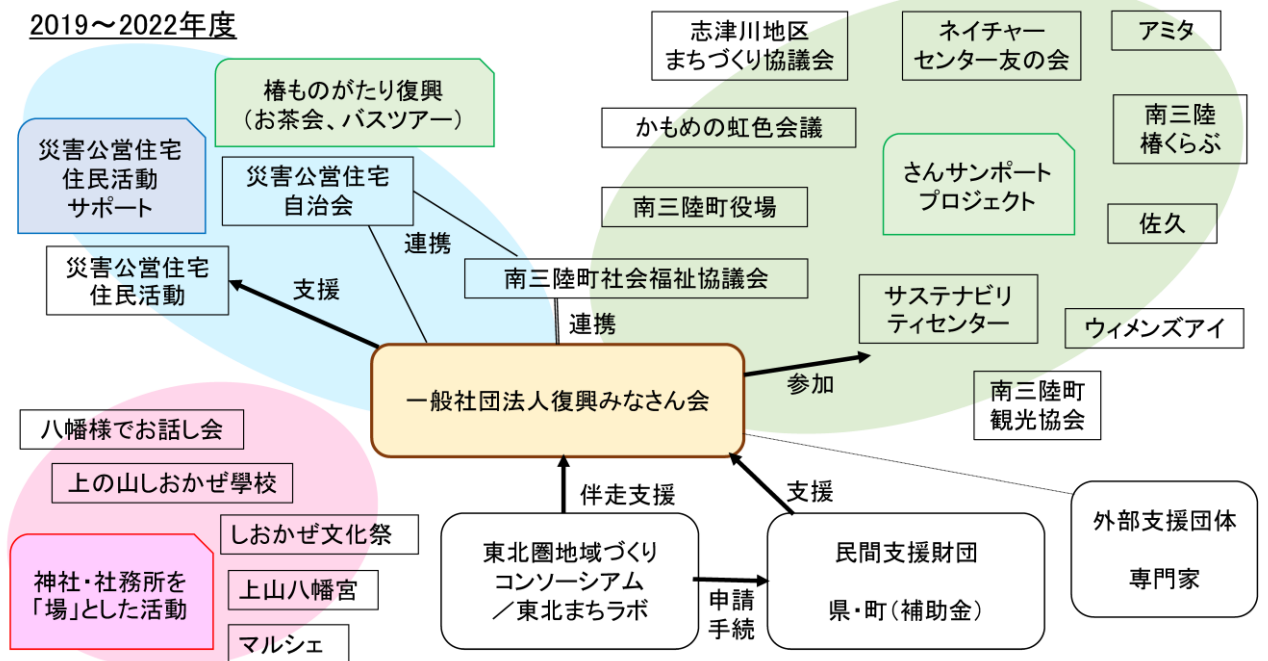 2019～2022年度
椿ものがたり復興
（お茶会、バスツアー）
災害公営住宅
住民活動
サポート
災害公営住宅
自治会
連携
災害公営住宅
住民活動
支援
南三陸町社会福祉協議会
連携
志津川地区
まちづくり協議会
ネイチャー
センター友の会
アミタ
かもめの虹色会議
南三陸
椿くらぶ
さんサンポート
プロジェクト
南三陸町役場
佐久
サステナビリ
ティセンター
ウィメンズアイ
南三陸町
観光協会
参加
一般社団法人復興みなさん会
八幡様でお話し会
上の山しおかぜ學校
しおかぜ文化祭
神社・社務所を
「場」とした活動
上山八幡宮
マルシェ
伴走支援
支援
東北圏地域づくり
コンソーシアム
／東北まちラボ
申請
手続
民間支援財団
県・町（補助金）
外部支援団体
専門家